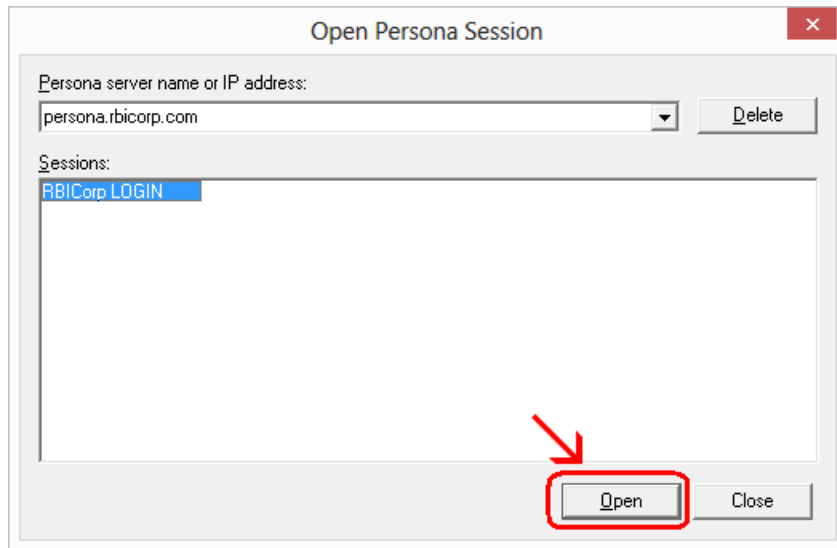 Open Persona Session
Persona server name or IP address:
persona.rbicorp.com
Delete
Sessions:
RBICorp LOGIN
Open
Close